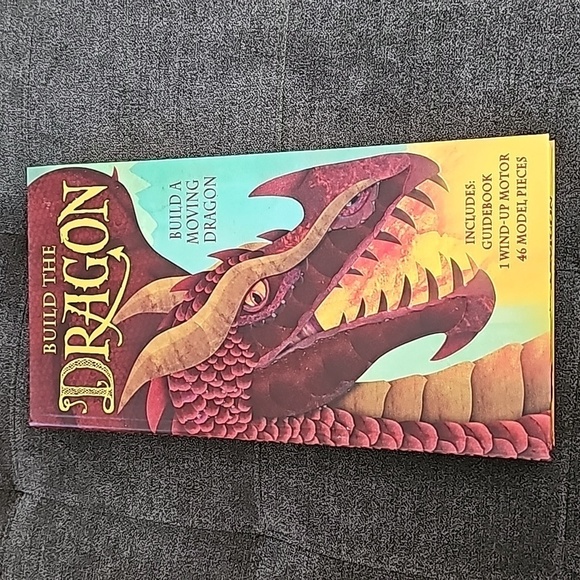 BUILD THE
DRAGON
BUILD A
MOVING
DRAGON
INCLUDES:
GUIDEBOOK
1 WIND-UP MOTOR
46 MODEL PIECES